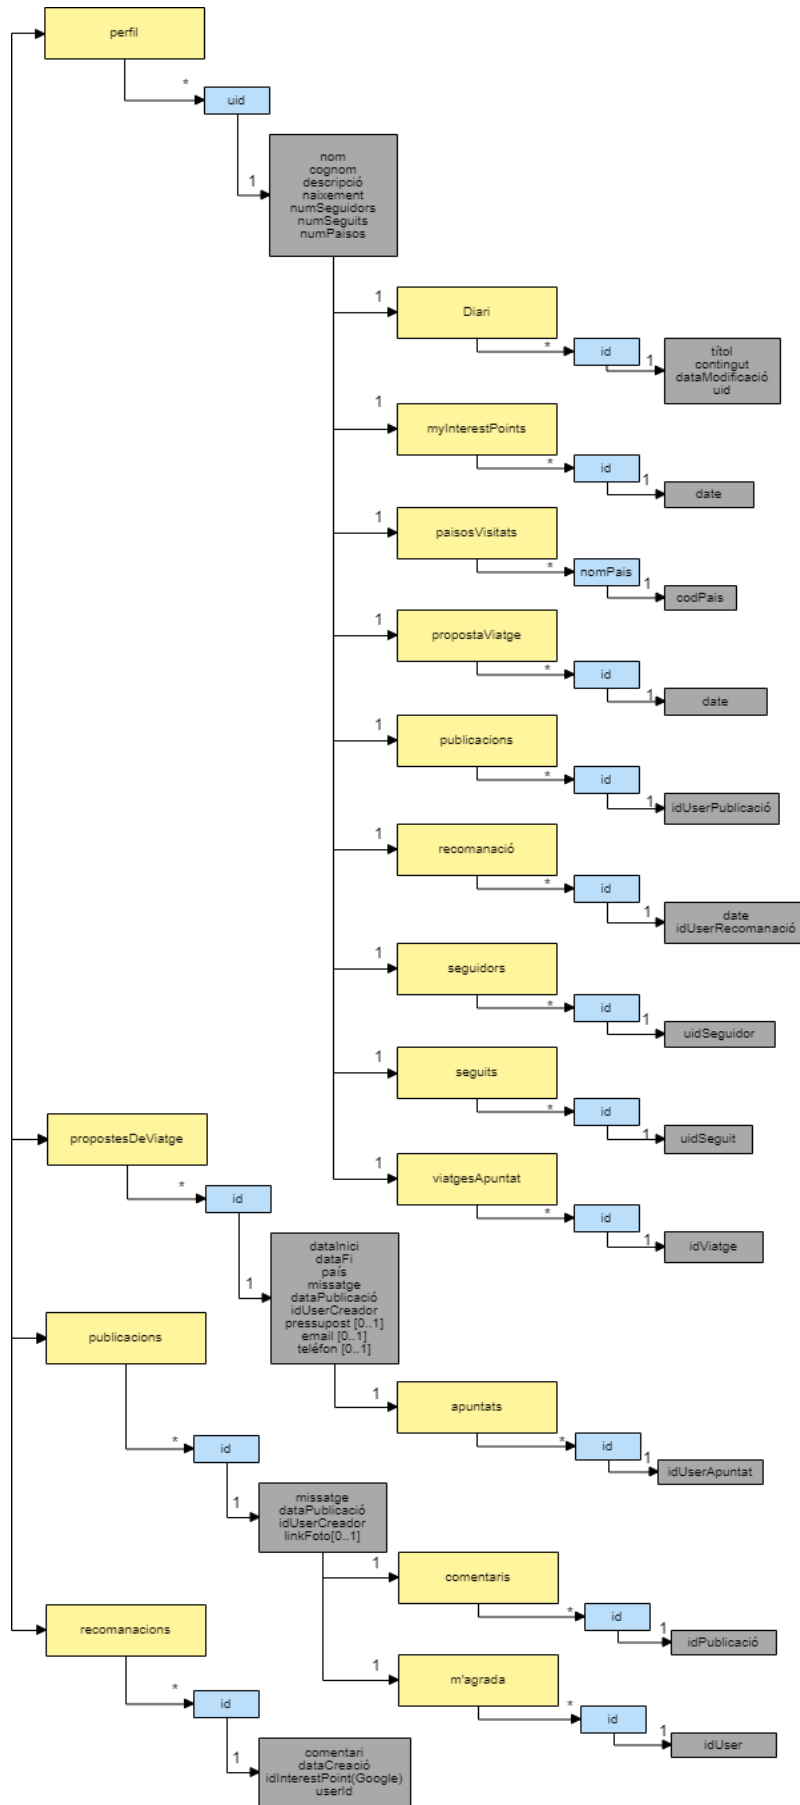 perfil
*
uid
1
nom
cognom
descripció
naixement
numSeguidors
numSeguits
numPaisos
1
Diari
*
id
1
títol
contingut
dataModificació
uid
1
myInterestPoints
*
id
1
date
1
paisosVisitats
*
nomPais
1
codPais
1
propostaViatge
*
id
1
date
1
publicacions
*
id
1
idUserPublicació
1
recomanació
*
id
1
date
idUserRecomanació
1
seguidors
*
id
1
uidSeguidor
1
seguits
*
id
1
uidSeguit
1
viatgesApuntat
*
id
1
idViatge
propostesDeViatge
*
id
1
dataInici
dataFi
país
missatge
dataPublicació
idUserCreador
pressupost [0..1]
email [0..1]
teléfon [0..1]
1
apuntats
*
id
1
idUserApuntat
publicacions
*
id
1
missatge
dataPublicació
idUserCreador
linkFoto[0..1]
1
comentaris
*
id
1
idPublicació
1
m'agrada
*
id
1
idUser
recomanacions
*
id
1
comentari
dataCreació
idInterestPoint(Google)
userId